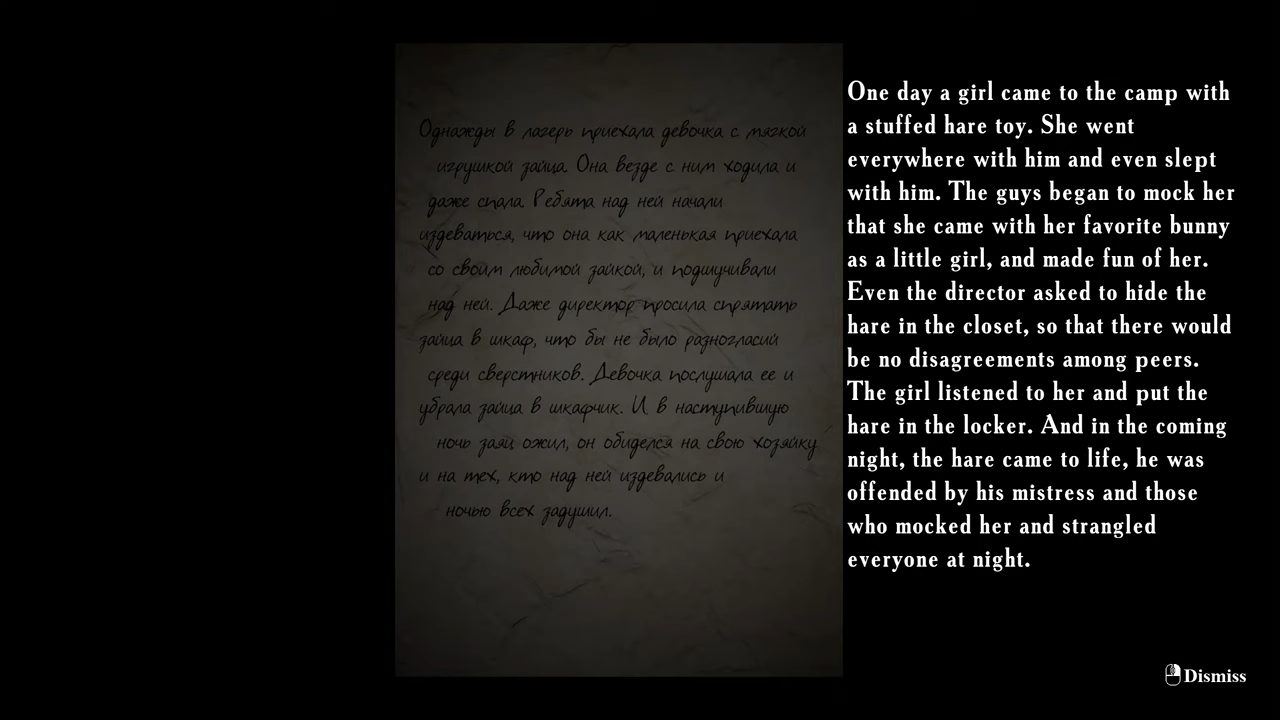 Однажды в лагерь приехала девочка с мягкой
игрушкой зайца. Она везде с ним ходила и
даже спала. Ребята над ней начали
издеваться, что она как маленькая приехала
со своим любимой зайкой, и подшучивали
над ней. Даже директор просила спрятать
зайца в шкаф, что бы не было разногласий
среди сверстников. Девочка послушала ее и
убрала зайца в шкафчик. И в наступившую
ночь заяц ожил, он обиделся на свою хозяйку
и на тех, кто над ней издевались и
ночью всех задушил.
One day a girl came to the camp with
a stuffed hare toy. She went
everywhere with him and even slept
with him. The guys began to mock her
that she came with her favorite bunny
as a little girl, and made fun of her.
Even the director asked to hide the
hare in the closet, so that there would
be no disagreements among peers.
The girl listened to her and put the
hare in the locker. And in the coming
night, the hare came to life, he was
offended by his mistress and those
who mocked her and strangled
everyone at night.
Dismiss